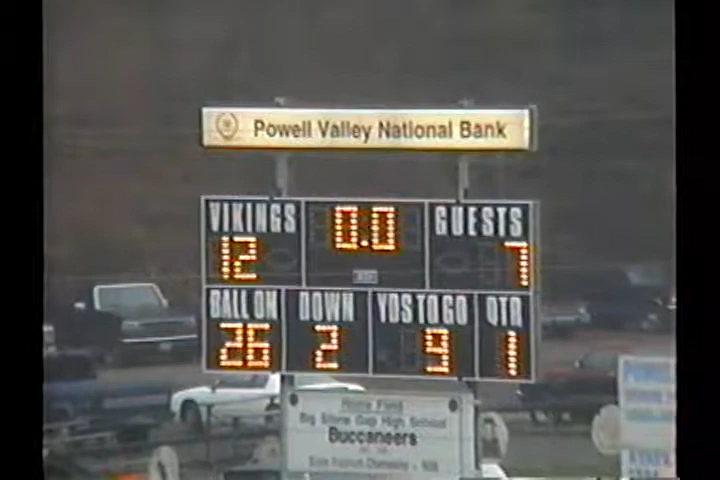 Powell Valley National Bank
VIKINGS 0.0 GUESTS
12 7
BALL ON DOWN YDS TO GO QTR
26 2 9 1
Home Field
Big Stone Gap High School
Buccaneers